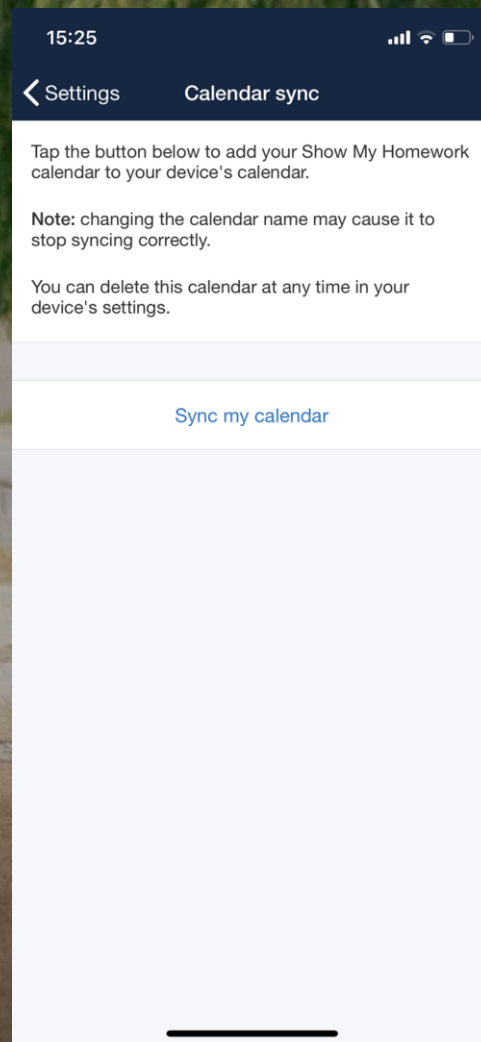 15:25
Settings
Calendar sync
Tap the button below to add your Show My Homework
calendar to your device's calendar.
Note: changing the calendar name may cause it to
stop syncing correctly.
You can delete this calendar at any time in your
device's settings.
Sync my calendar